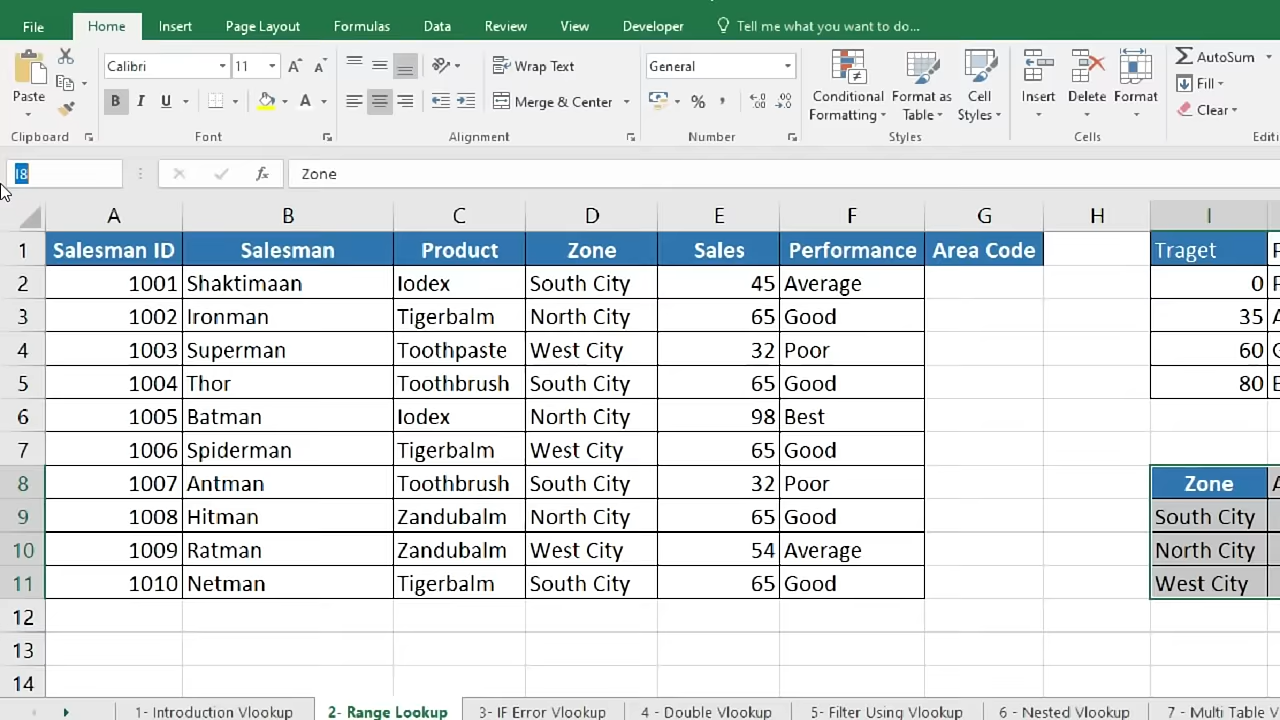 File Home Insert Page Layout Formulas Data Review View Developer Tell me what you want to do...
Calibri 11 A A Wrap Text General AutoSum
Paste B I U A Merge & Center % , Conditional Formatting Format as Table Cell Styles Insert Delete Format Fill
Clear
Clipboard Font Alignment Number Styles Cells
I8 fx Zone
A B C D E F G H I
1 Salesman ID Salesman Product Zone Sales Performance Area Code Traget
2 1001 Shaktimaan Iodex South City 45 Average 0
3 1002 Ironman Tigerbalm North City 65 Good 35
4 1003 Superman Toothpaste West City 32 Poor 60
5 1004 Thor Toothbrush South City 65 Good 80
6 1005 Batman Iodex North City 98 Best
7 1006 Spiderman Tigerbalm West City 65 Good
8 1007 Antman Toothbrush South City 32 Poor Zone
9 1008 Hitman Zandubalm North City 65 Good South City
10 1009 Ratman Zandubalm West City 54 Average North City
11 1010 Netman Tigerbalm South City 65 Good West City
12
13
14
1- Introduction Vlookup 2- Range Lookup 3- IF Error Vlookup 4 - Double Vlookup 5- Filter Using Vlookup 6 - Nested Vlookup 7 - Multi Table V